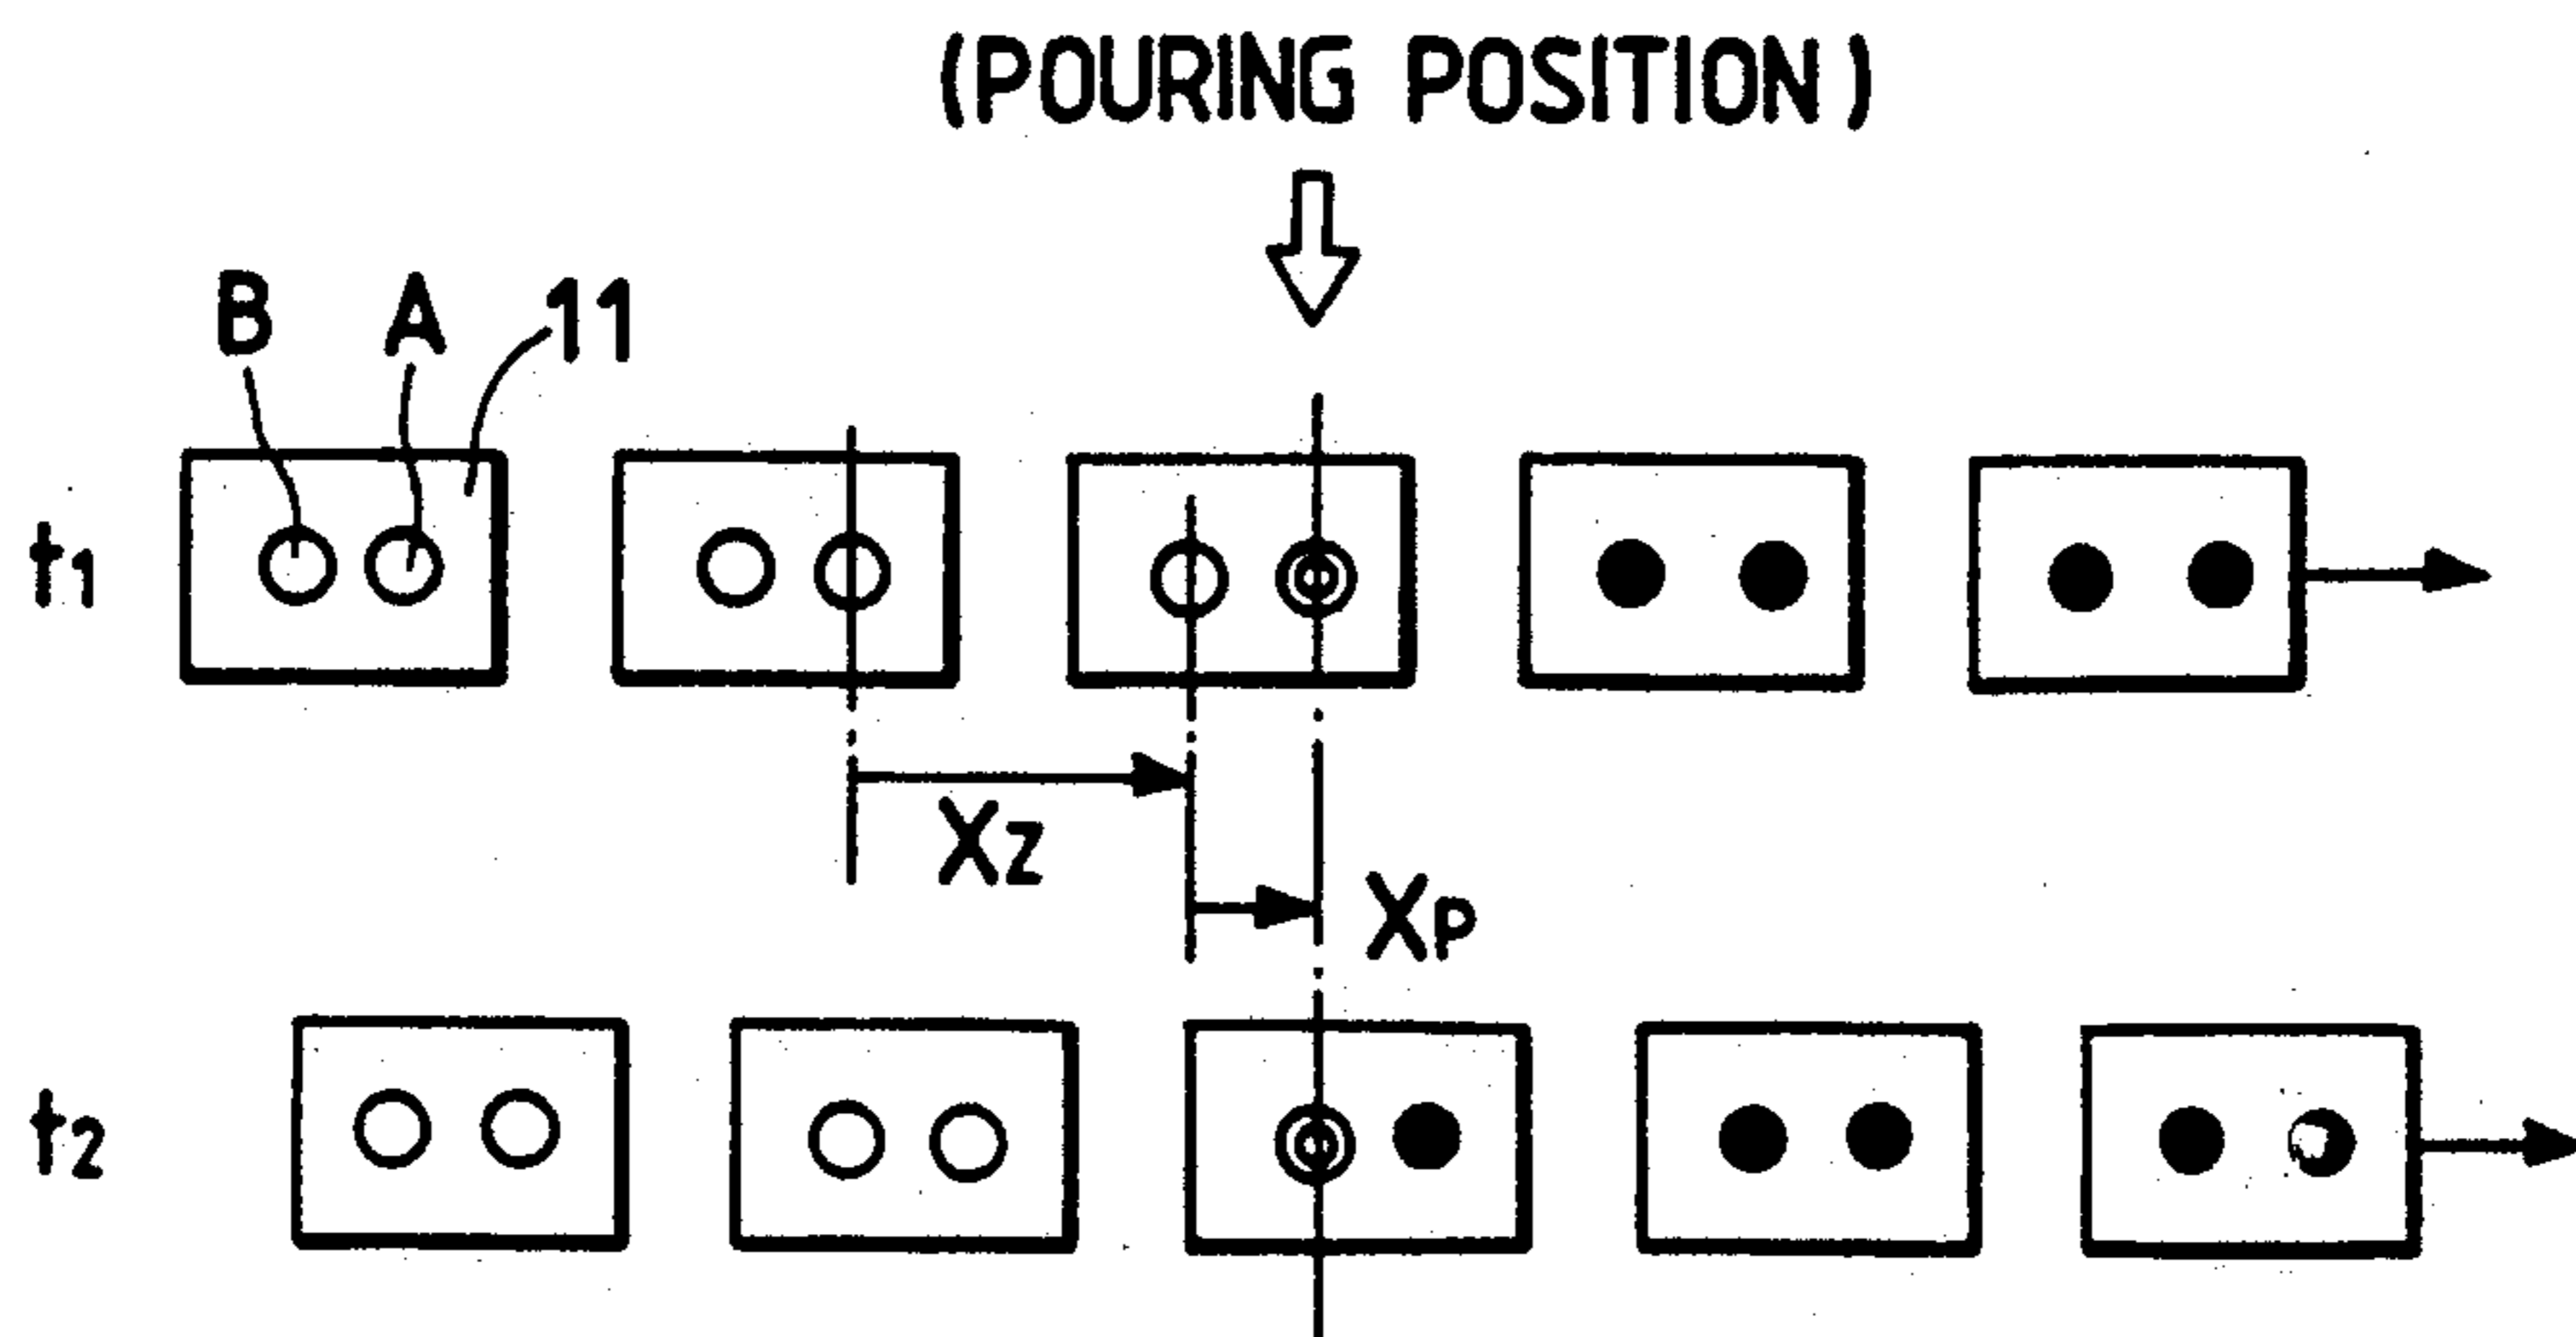 (POURING POSITION)
B A 11
t1
XZ
XP
t2